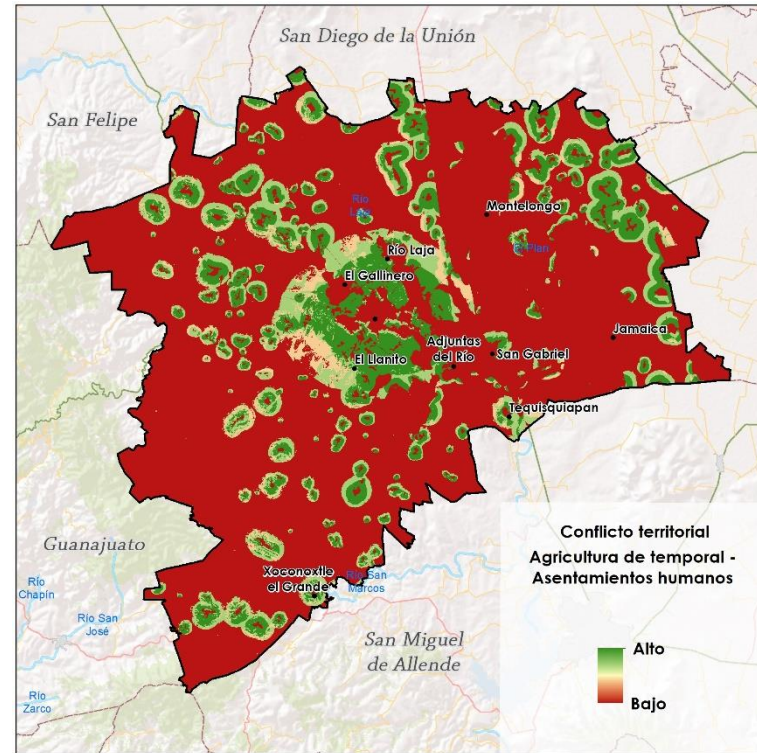 San Diego de la Unión
San Felipe
Río
Montelongo
Río Laja
El Gallinero
Jamaica
Adjuntas
del Río
San Gabriel
El Llanito
Tequisquiapan
Conflicto territorial
Agricultura de temporal -
Asentamientos humanos
Guanajuato
Xoconoxtle
el Grande
Río San
Marcos
Río
Chapín
Río San
José
San Miguel
de Allende
Alto
Bajo
Río
Zarco